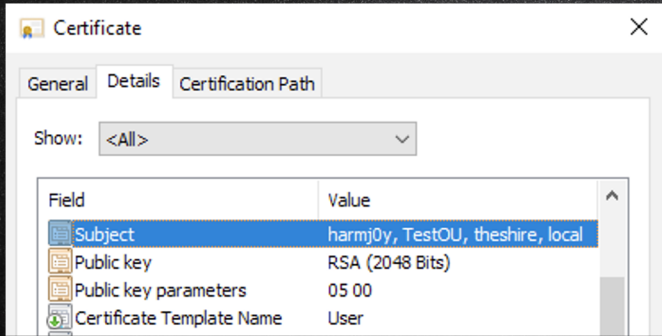 Certificate
General Details Certification Path
Show: <All>
Field Value
Subject harmj0y, TestOU, theshire, local
Public key RSA (2048 Bits)
Public key parameters 05 00
Certificate Template Name User